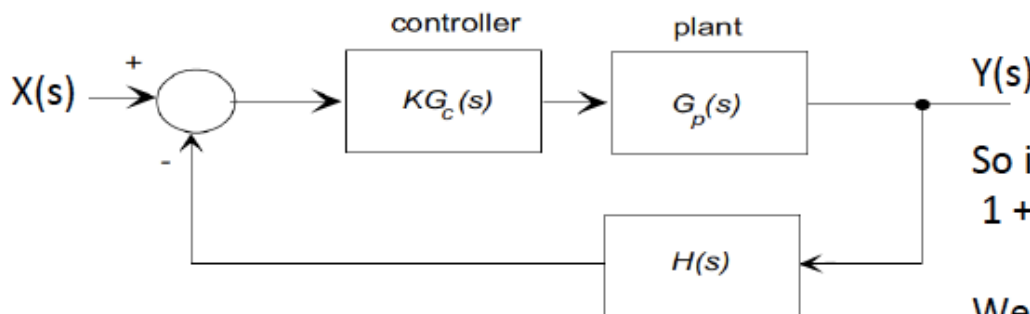 controller plant
X(s) + KG_c(s) G_p(s) Y(s)
-
So i
1 +
H(s)
We